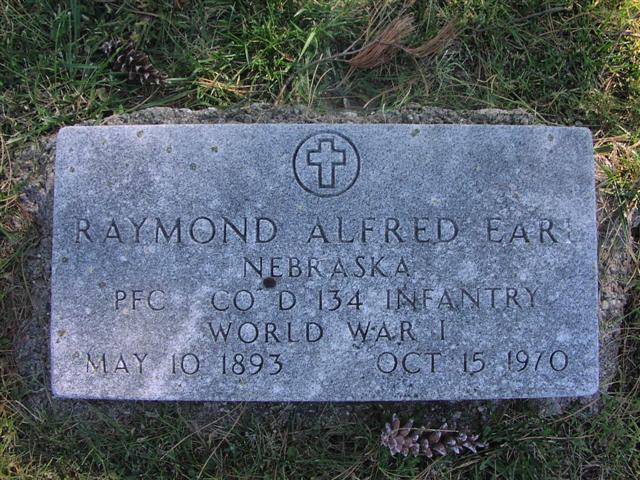 RAYMOND ALFRED EARL
NEBRASKA
PFC CO D 134 INFANTRY
WORLD WAR I
MAY 10 1893 OCT 15 1970